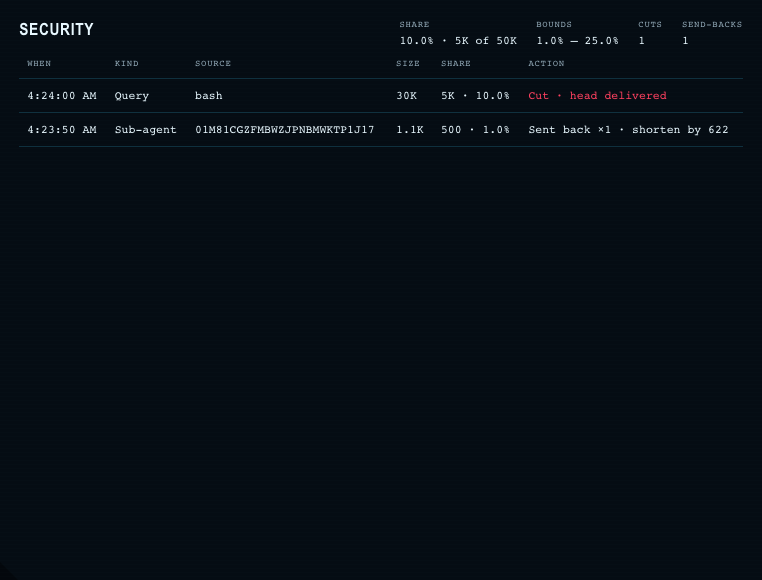 SECURITY
SHARE BOUNDS CUTS SEND-BACKS
10.0% · 5K of 50K 1.0% — 25.0% 1 1
WHEN KIND SOURCE SIZE SHARE ACTION
4:24:00 AM Query bash 30K 5K · 10.0% Cut · head delivered
4:23:50 AM Sub-agent 01M81CGZFMBWZJPNBMWKTP1J17 1.1K 500 · 1.0% Sent back ×1 · shorten by 622